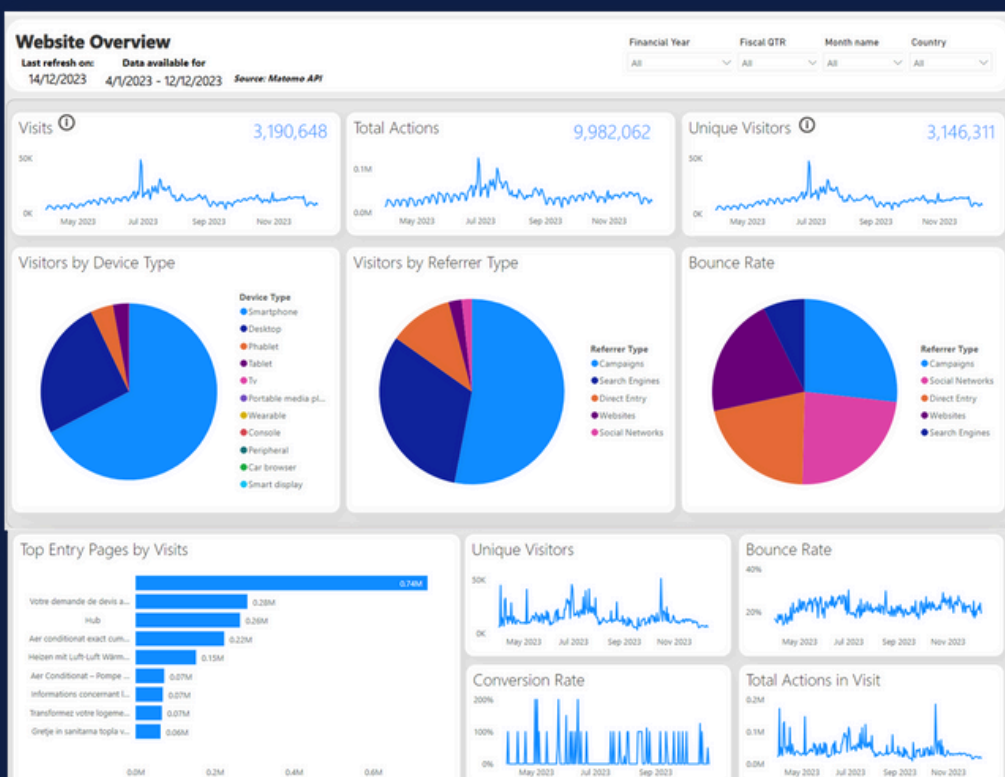 Website Overview
Last refresh on: Data available for
14/12/2023 4/1/2023 - 12/12/2023 Source: Matomo API
Financial Year Fiscal QTR Month name Country
All All All All
Visits 3,190,648
50K
0K
May 2023 Jul 2023 Sep 2023 Nov 2023
Total Actions 9,982,062
0.1M
0.0M
May 2023 Jul 2023 Sep 2023 Nov 2023
Unique Visitors 3,146,311
50K
0K
May 2023 Jul 2023 Sep 2023 Nov 2023
Visitors by Device Type
Device Type
Smartphone
Desktop
Phablet
Tablet
Tv
Portable media pl...
Wearable
Console
Peripheral
Car browser
Smart display
Visitors by Referrer Type
Referrer Type
Campaigns
Search Engines
Direct Entry
Websites
Social Networks
Bounce Rate
Referrer Type
Campaigns
Social Networks
Direct Entry
Websites
Search Engines
Top Entry Pages by Visits
0.74M
Votre demande de devis a... 0.28M
Hub 0.26M
Aer conditionat exact cum... 0.22M
Heizen mit Luft-Luft Wärm... 0.15M
Aer Conditionat – Pompe ... 0.07M
Informations concernant l... 0.07M
Transformez votre logeme... 0.07M
Gretje in sanitarna topla v... 0.06M
0.0M 0.2M 0.4M 0.6M
Unique Visitors
50K
0K
May 2023 Jul 2023 Sep 2023 Nov 2023
Bounce Rate
40%
20%
May 2023 Jul 2023 Sep 2023 Nov 2023
Conversion Rate
200%
100%
0%
May 2023 Jul 2023 Sep 2023
Total Actions in Visit
0.2M
0.1M
0.0M
May 2023 Jul 2023 Sep 2023 Nov 2023